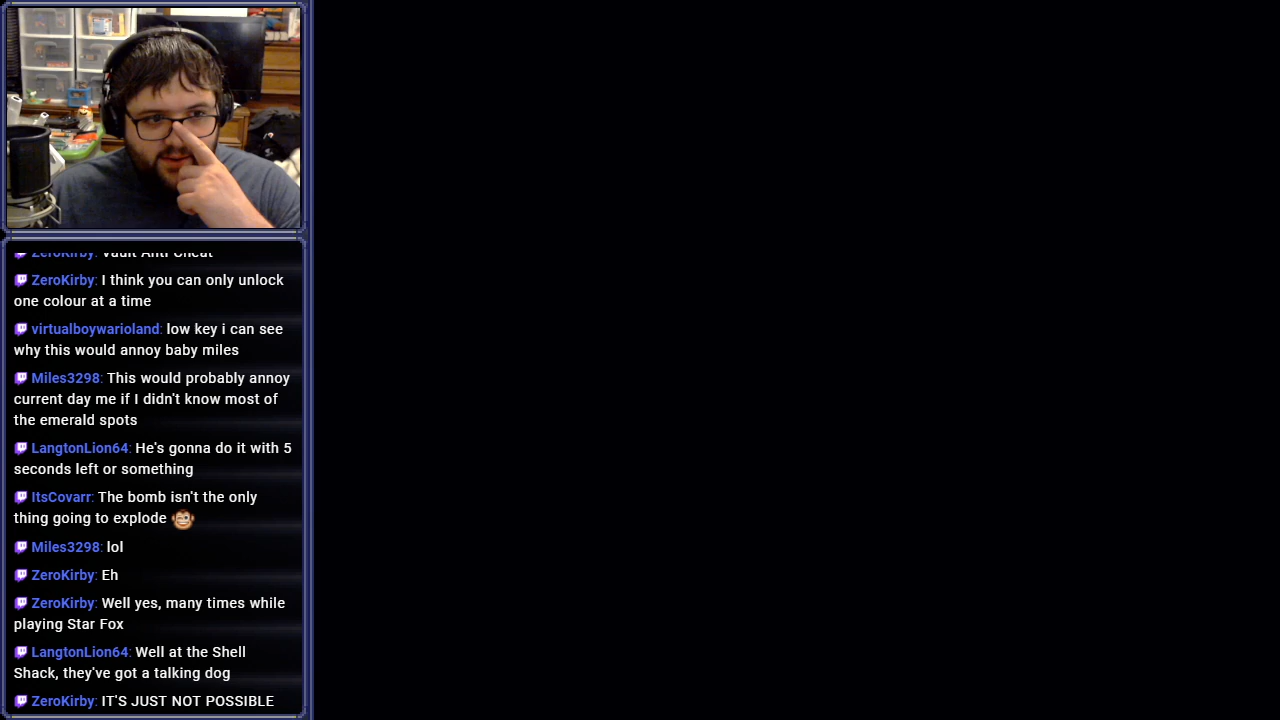 ZeroKirby: Vault Anti Cheat
ZeroKirby: I think you can only unlock
one colour at a time
virtualboywarioland: low key i can see
why this would annoy baby miles
Miles3298: This would probably annoy
current day me if I didn't know most of
the emerald spots
LangtonLion64: He's gonna do it with 5
seconds left or something
ItsCovarr: The bomb isn't the only
thing going to explode
Miles3298: lol
ZeroKirby: Eh
ZeroKirby: Well yes, many times while
playing Star Fox
LangtonLion64: Well at the Shell
Shack, they've got a talking dog
ZeroKirby: IT'S JUST NOT POSSIBLE